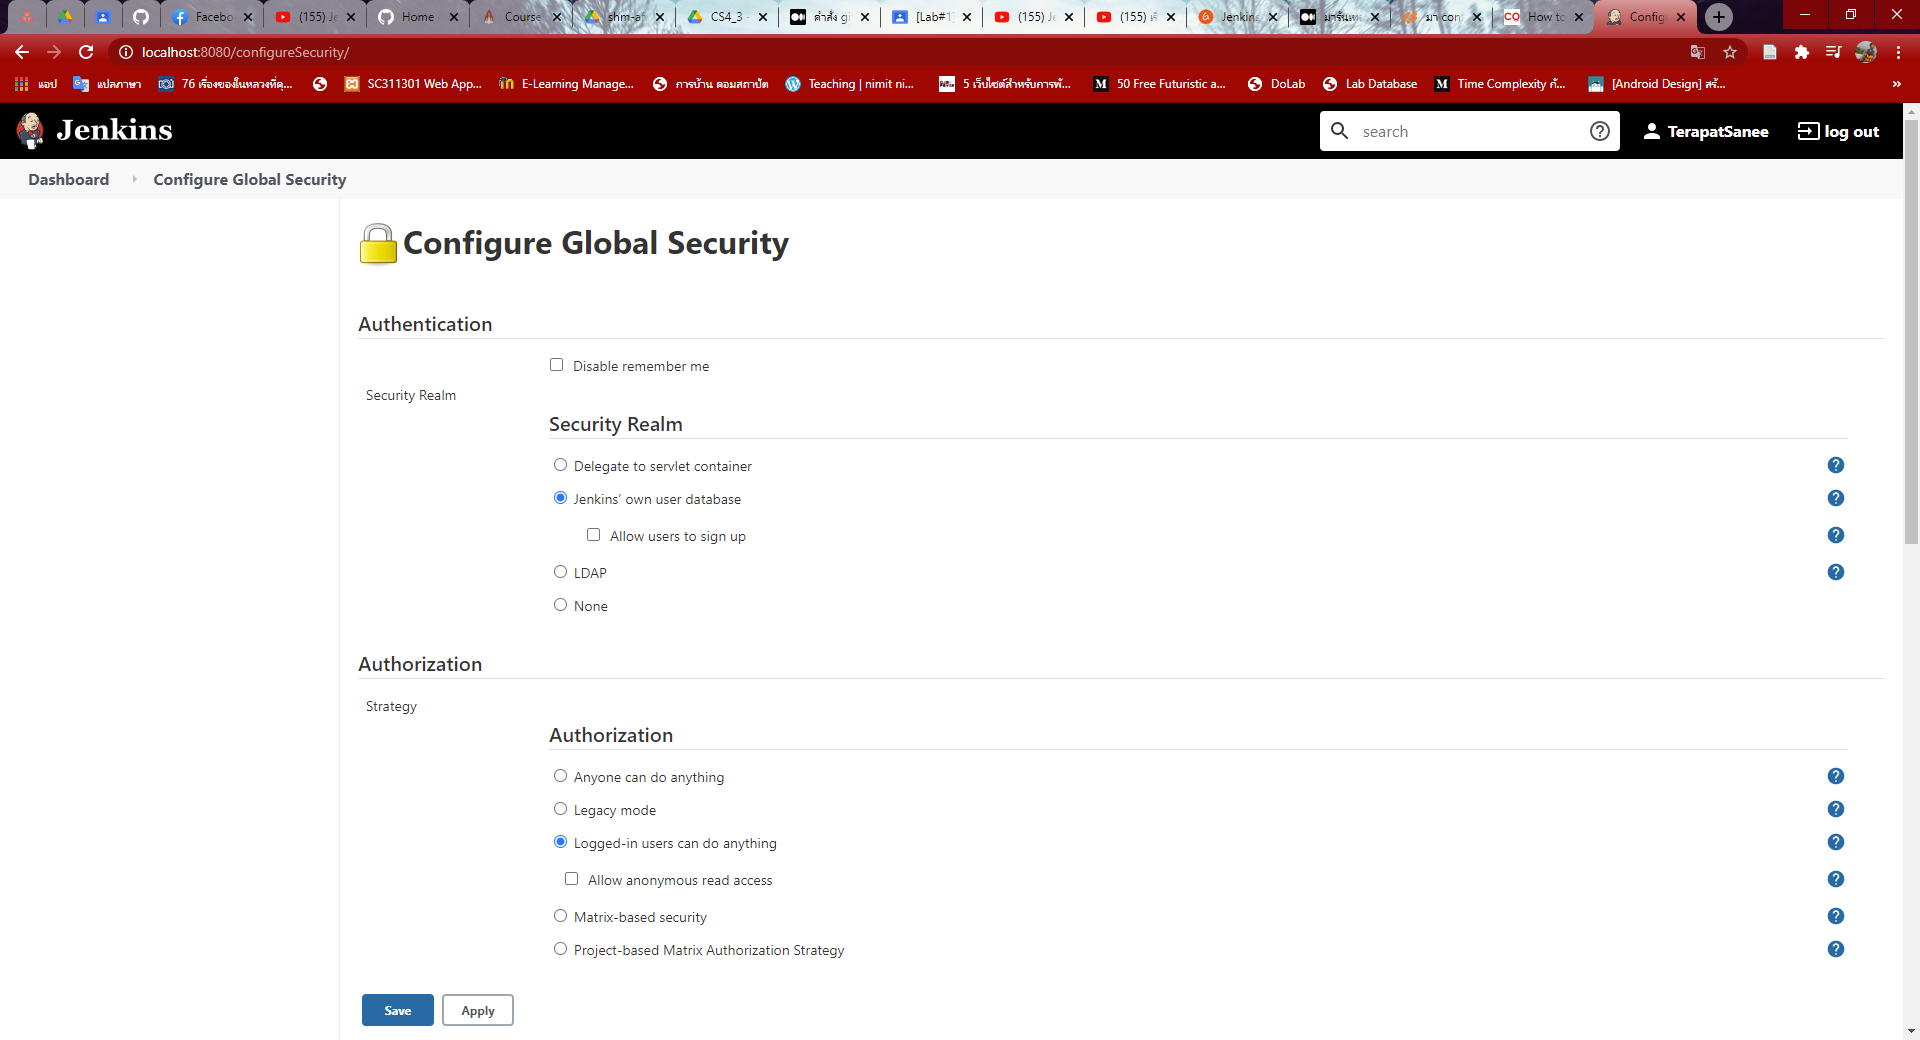 Facebo
(155) Je
Home
Course
shm-a
CS4_3 -
คำสั่ง gi
[Lab#1]
(155) Je
(155) เรี
Jenkin
มารันเท
มา con
How to
Config
localhost:8080/configureSecurity/
แอป
แปลภาษา
76 เรื่องของในหลวงที่ดุ...
SC311301 Web App...
E-Learning Manage...
การบ้าน คอมสถาปัต
Teaching | nimit ni...
5 เว็บไซต์สำหรับการพั...
50 Free Futuristic a...
DoLab
Lab Database
Time Complexity กั...
[Android Design] สร้...
»
Jenkins
search
TerapatSanee
log out
Dashboard
Configure Global Security
Configure Global Security
Authentication
Disable remember me
Security Realm
Security Realm
Delegate to servlet container
Jenkins’ own user database
Allow users to sign up
LDAP
None
Authorization
Strategy
Authorization
Anyone can do anything
Legacy mode
Logged-in users can do anything
Allow anonymous read access
Matrix-based security
Project-based Matrix Authorization Strategy
Save
Apply